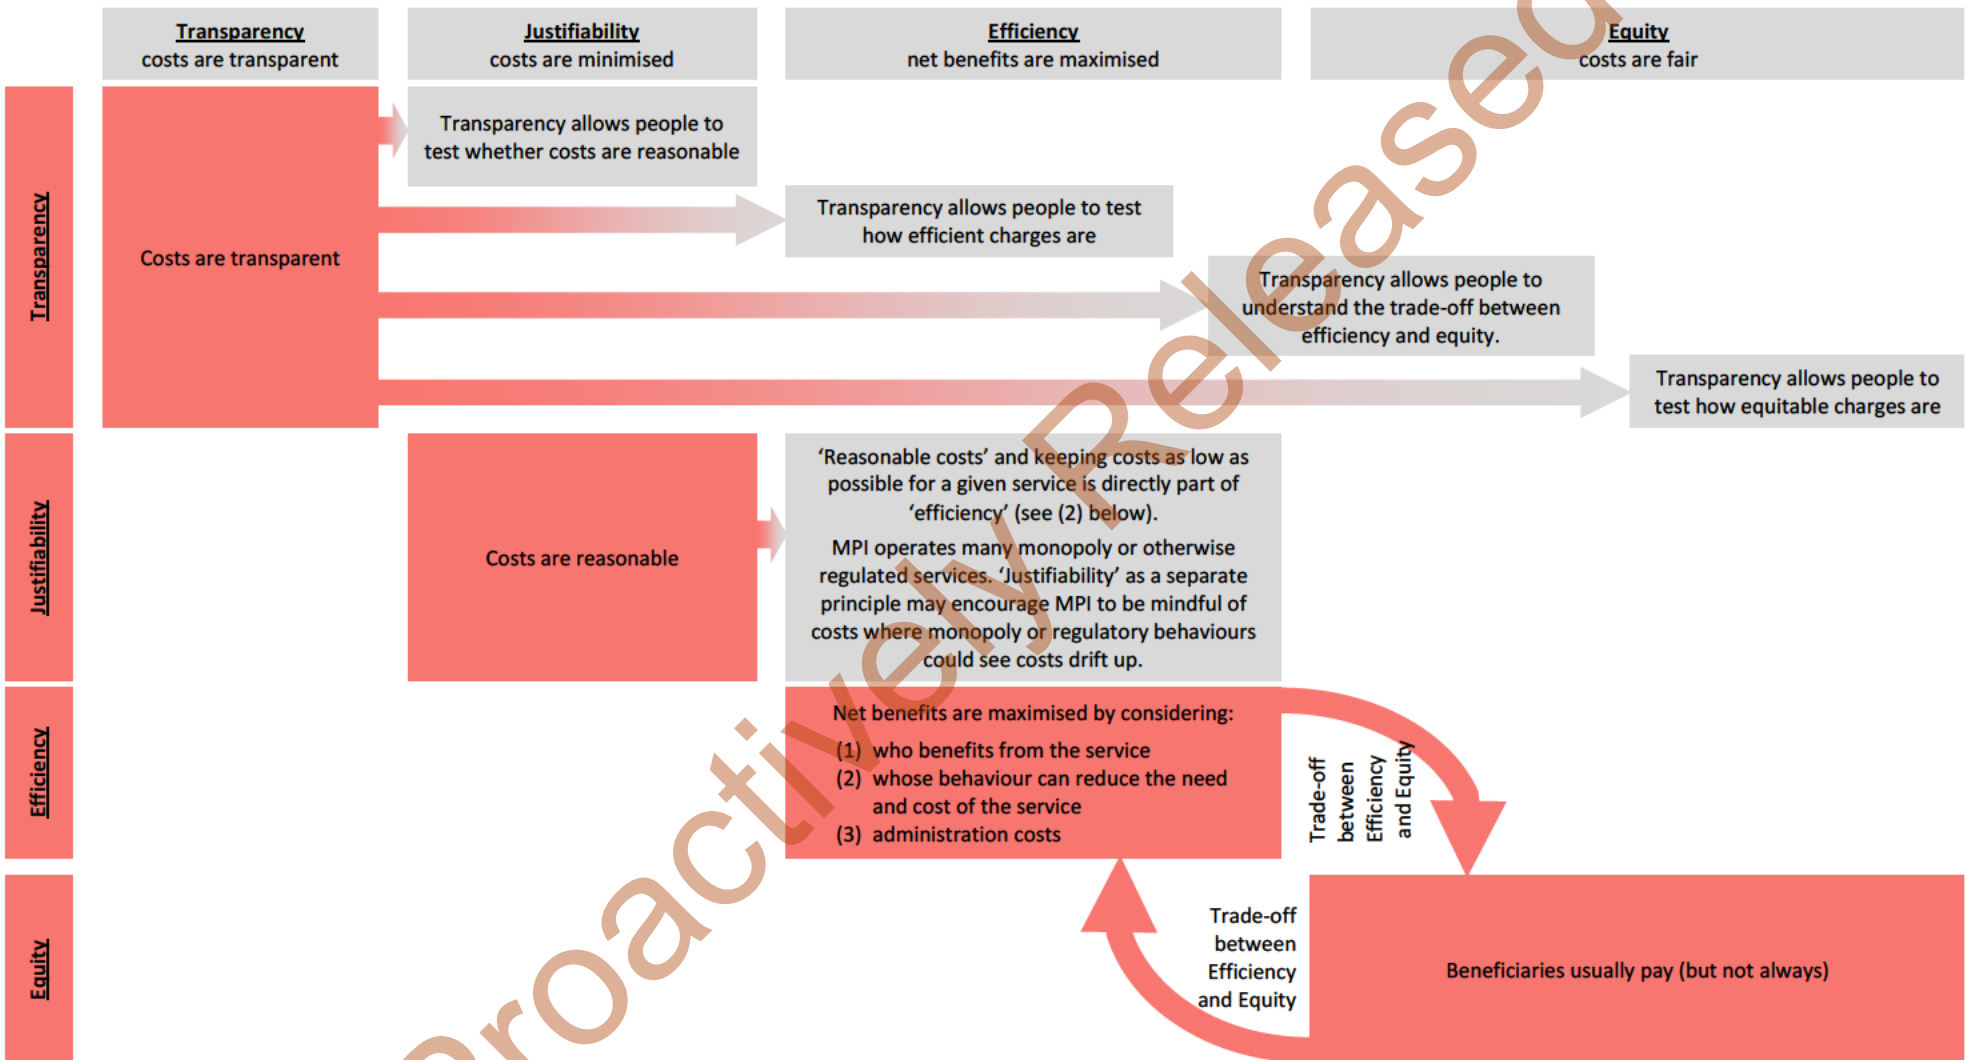 Transparency
costs are transparent
Justifiability
costs are minimised
Efficiency
net benefits are maximised
Equity
costs are fair
Transparency
Costs are transparent
Transparency allows people to
test whether costs are reasonable
Transparency allows people to test
how efficient charges are
Transparency allows people to
understand the trade-off between
efficiency and equity.
Transparency allows people to
test how equitable charges are
Justifiability
Costs are reasonable
‘Reasonable costs’ and keeping costs as low as
possible for a given service is directly part of
‘efficiency’ (see (2) below).
MPI operates many monopoly or otherwise
regulated services. ‘Justifiability’ as a separate
principle may encourage MPI to be mindful of
costs where monopoly or regulatory behaviours
could see costs drift up.
Efficiency
Net benefits are maximised by considering:
(1) who benefits from the service
(2) whose behaviour can reduce the need
and cost of the service
(3) administration costs
Trade-off
between
Efficiency
and Equity
Equity
Trade-off
between
Efficiency
and Equity
Beneficiaries usually pay (but not always)
Proactively Released